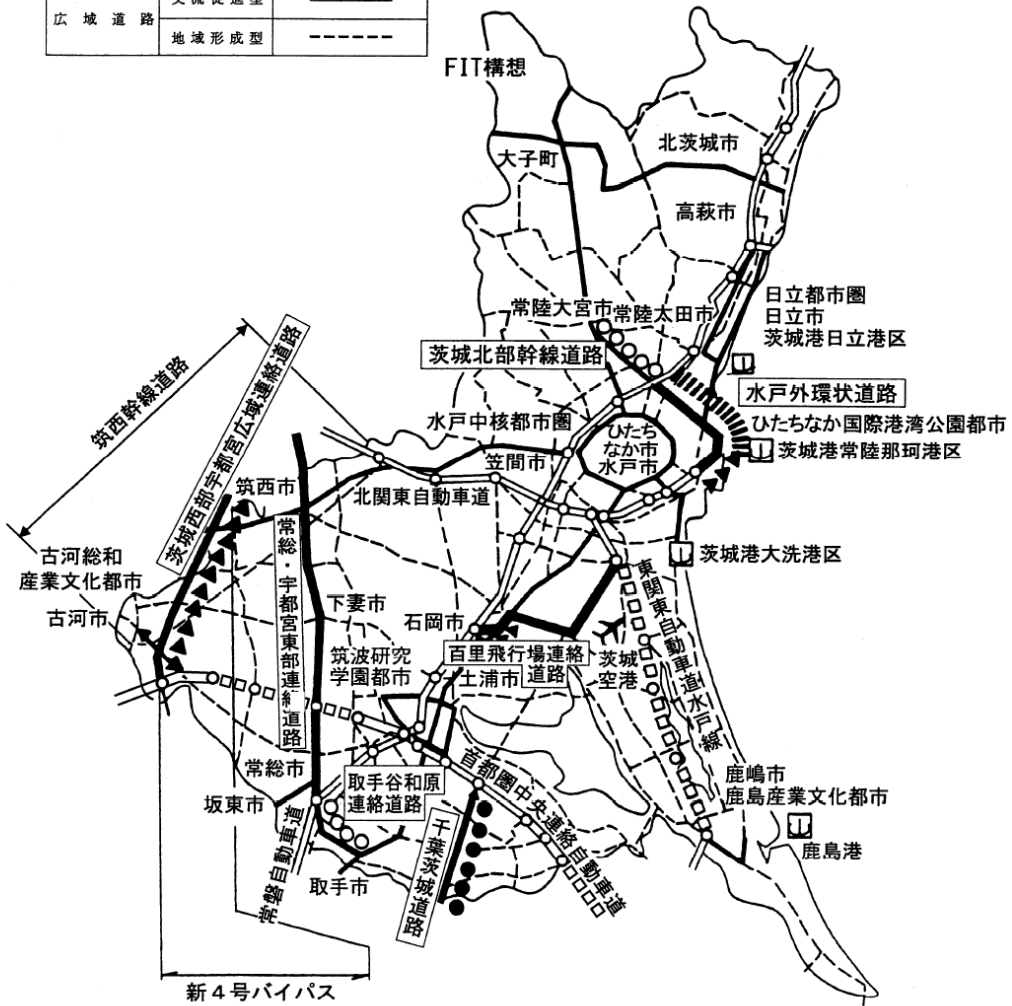 広域道路
交流促進型
地域形成型
FIT構想
北茨城市
大子町
高萩市
日立都市圏
日立市
茨城港日立港区
常陸大宮市
常陸太田市
茨城北部幹線道路
水戸外環状道路
ひたちなか国際港湾公園都市
茨城港常陸那珂港区
筑西幹線道路
茨城西部宇都宮広域連絡道路
水戸中核都市圏
ひたち
なか市
水戸市
笠間市
筑西市
北関東自動車道
常総・宇都宮東部連絡道路
古河総和
産業文化都市
古河市
茨城港大洗港区
東関東自動車道水戸線
下妻市
石岡市
百里飛行場連絡
道路
茨城
空港
筑波研究
学園都市
土浦市
常総市
坂東市
取手谷和原
連絡道路
首都圏中央連絡自動車道
千葉茨城道路
常磐自動車道
取手市
鹿嶋市
鹿島産業文化都市
鹿島港
新4号バイパス